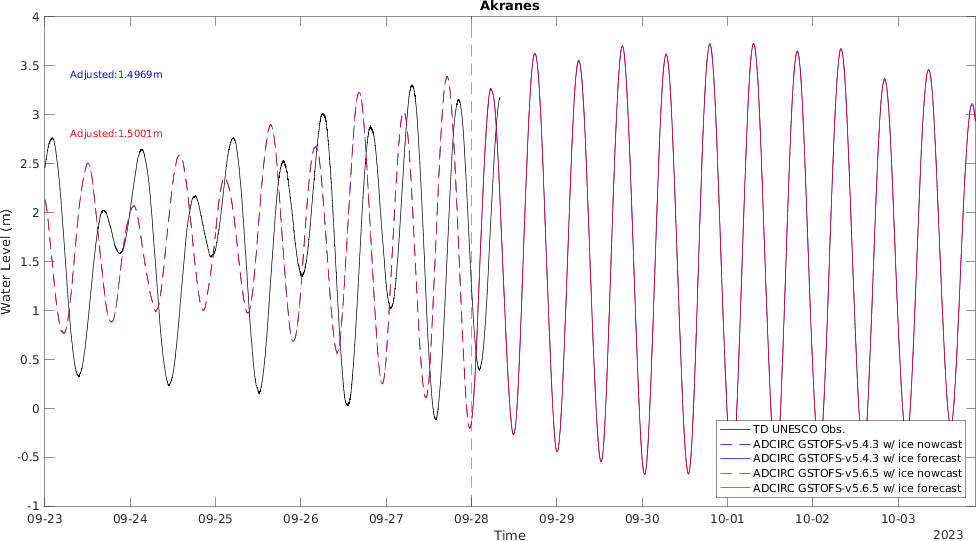 Akranes
4
3.5
3
2.5
2
1.5
1
0.5
0
-0.5
-1
Water Level (m)
Adjusted:1.4969m
Adjusted:1.5001m
TD UNESCO Obs.
ADCIRC GSTOFS-v5.4.3 w/ ice nowcast
ADCIRC GSTOFS-v5.4.3 w/ ice forecast
ADCIRC GSTOFS-v5.6.5 w/ ice nowcast
ADCIRC GSTOFS-v5.6.5 w/ ice forecast
09-23 09-24 09-25 09-26 09-27 09-28 09-29 09-30 10-01 10-02 10-03
Time
2023